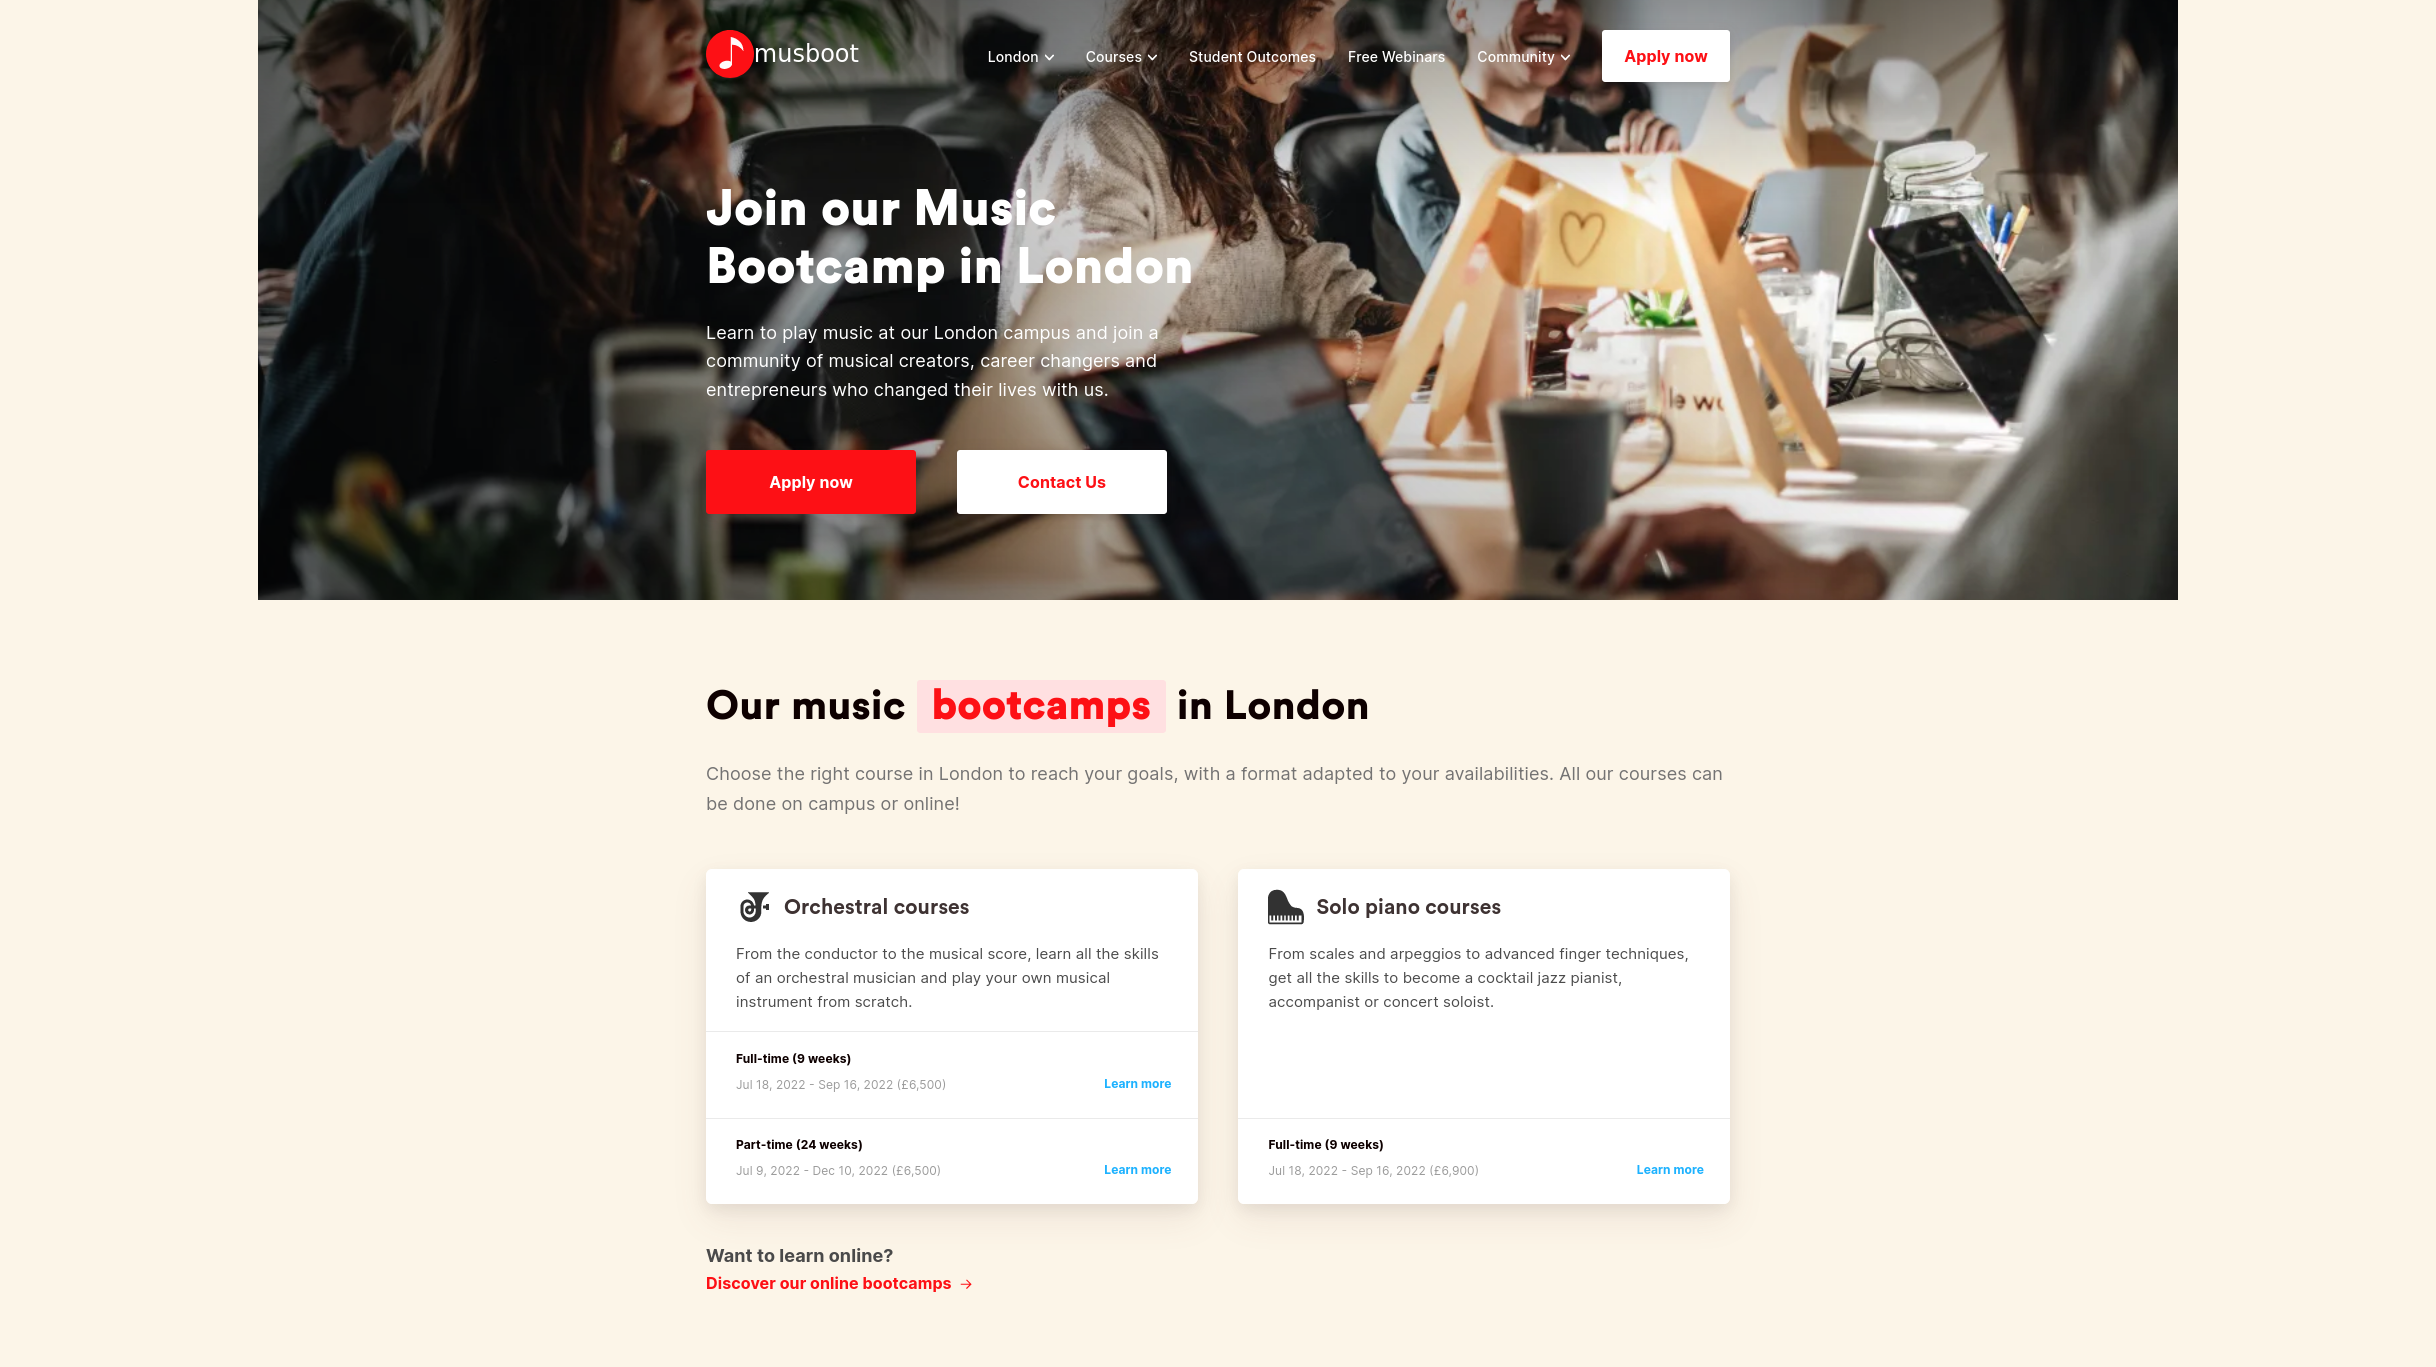 musboot
London
Courses
Student Outcomes
Free Webinars
Community
Apply now
Join our Music
Bootcamp in London
Learn to play music at our London campus and join a
community of musical creators, career changers and
entrepreneurs who changed their lives with us.
Apply now
Contact Us
Our music bootcamps in London
Choose the right course in London to reach your goals, with a format adapted to your availabilities. All our courses can
be done on campus or online!
Orchestral courses
From the conductor to the musical score, learn all the skills
of an orchestral musician and play your own musical
instrument from scratch.
Full-time (9 weeks)
Jul 18, 2022 - Sep 16, 2022 (£6,500)
Learn more
Part-time (24 weeks)
Jul 9, 2022 - Dec 10, 2022 (£6,500)
Learn more
Solo piano courses
From scales and arpeggios to advanced finger techniques,
get all the skills to become a cocktail jazz pianist,
accompanist or concert soloist.
Full-time (9 weeks)
Jul 18, 2022 - Sep 16, 2022 (£6,900)
Learn more
Want to learn online?
Discover our online bootcamps →